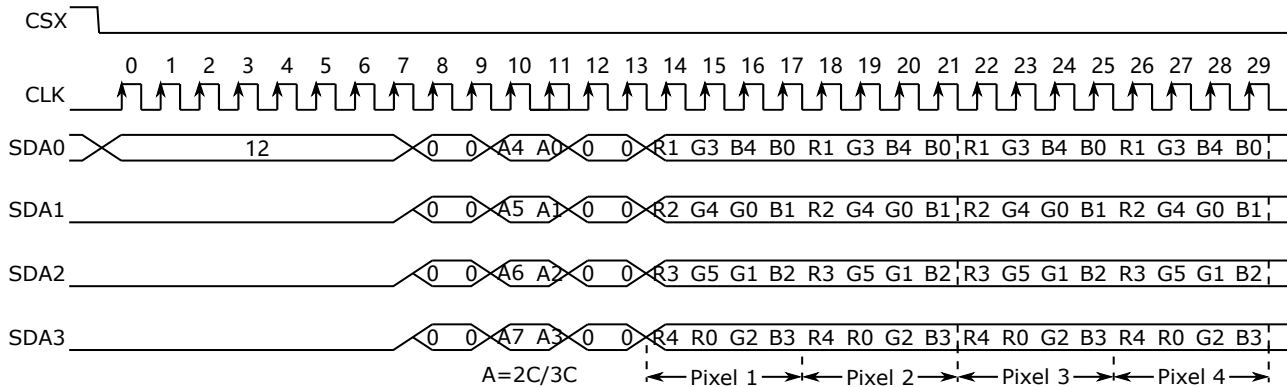 CSX
0 1 2 3 4 5 6 7 8 9 10 11 12 13 14 15 16 17 18 19 20 21 22 23 24 25 26 27 28 29
CLK
SDA0 12 0 0 A4 A0 0 0 R1 G3 B4 B0 R1 G3 B4 B0 R1 G3 B4 B0 R1 G3 B4 B0
SDA1 0 0 A5 A1 0 0 R2 G4 G0 B1 R2 G4 G0 B1 R2 G4 G0 B1 R2 G4 G0 B1
SDA2 0 0 A6 A2 0 0 R3 G5 G1 B2 R3 G5 G1 B2 R3 G5 G1 B2 R3 G5 G1 B2
SDA3 0 0 A7 A3 0 0 R4 R0 G2 B3 R4 R0 G2 B3 R4 R0 G2 B3 R4 R0 G2 B3
A=2C/3C Pixel 1 Pixel 2 Pixel 3 Pixel 4